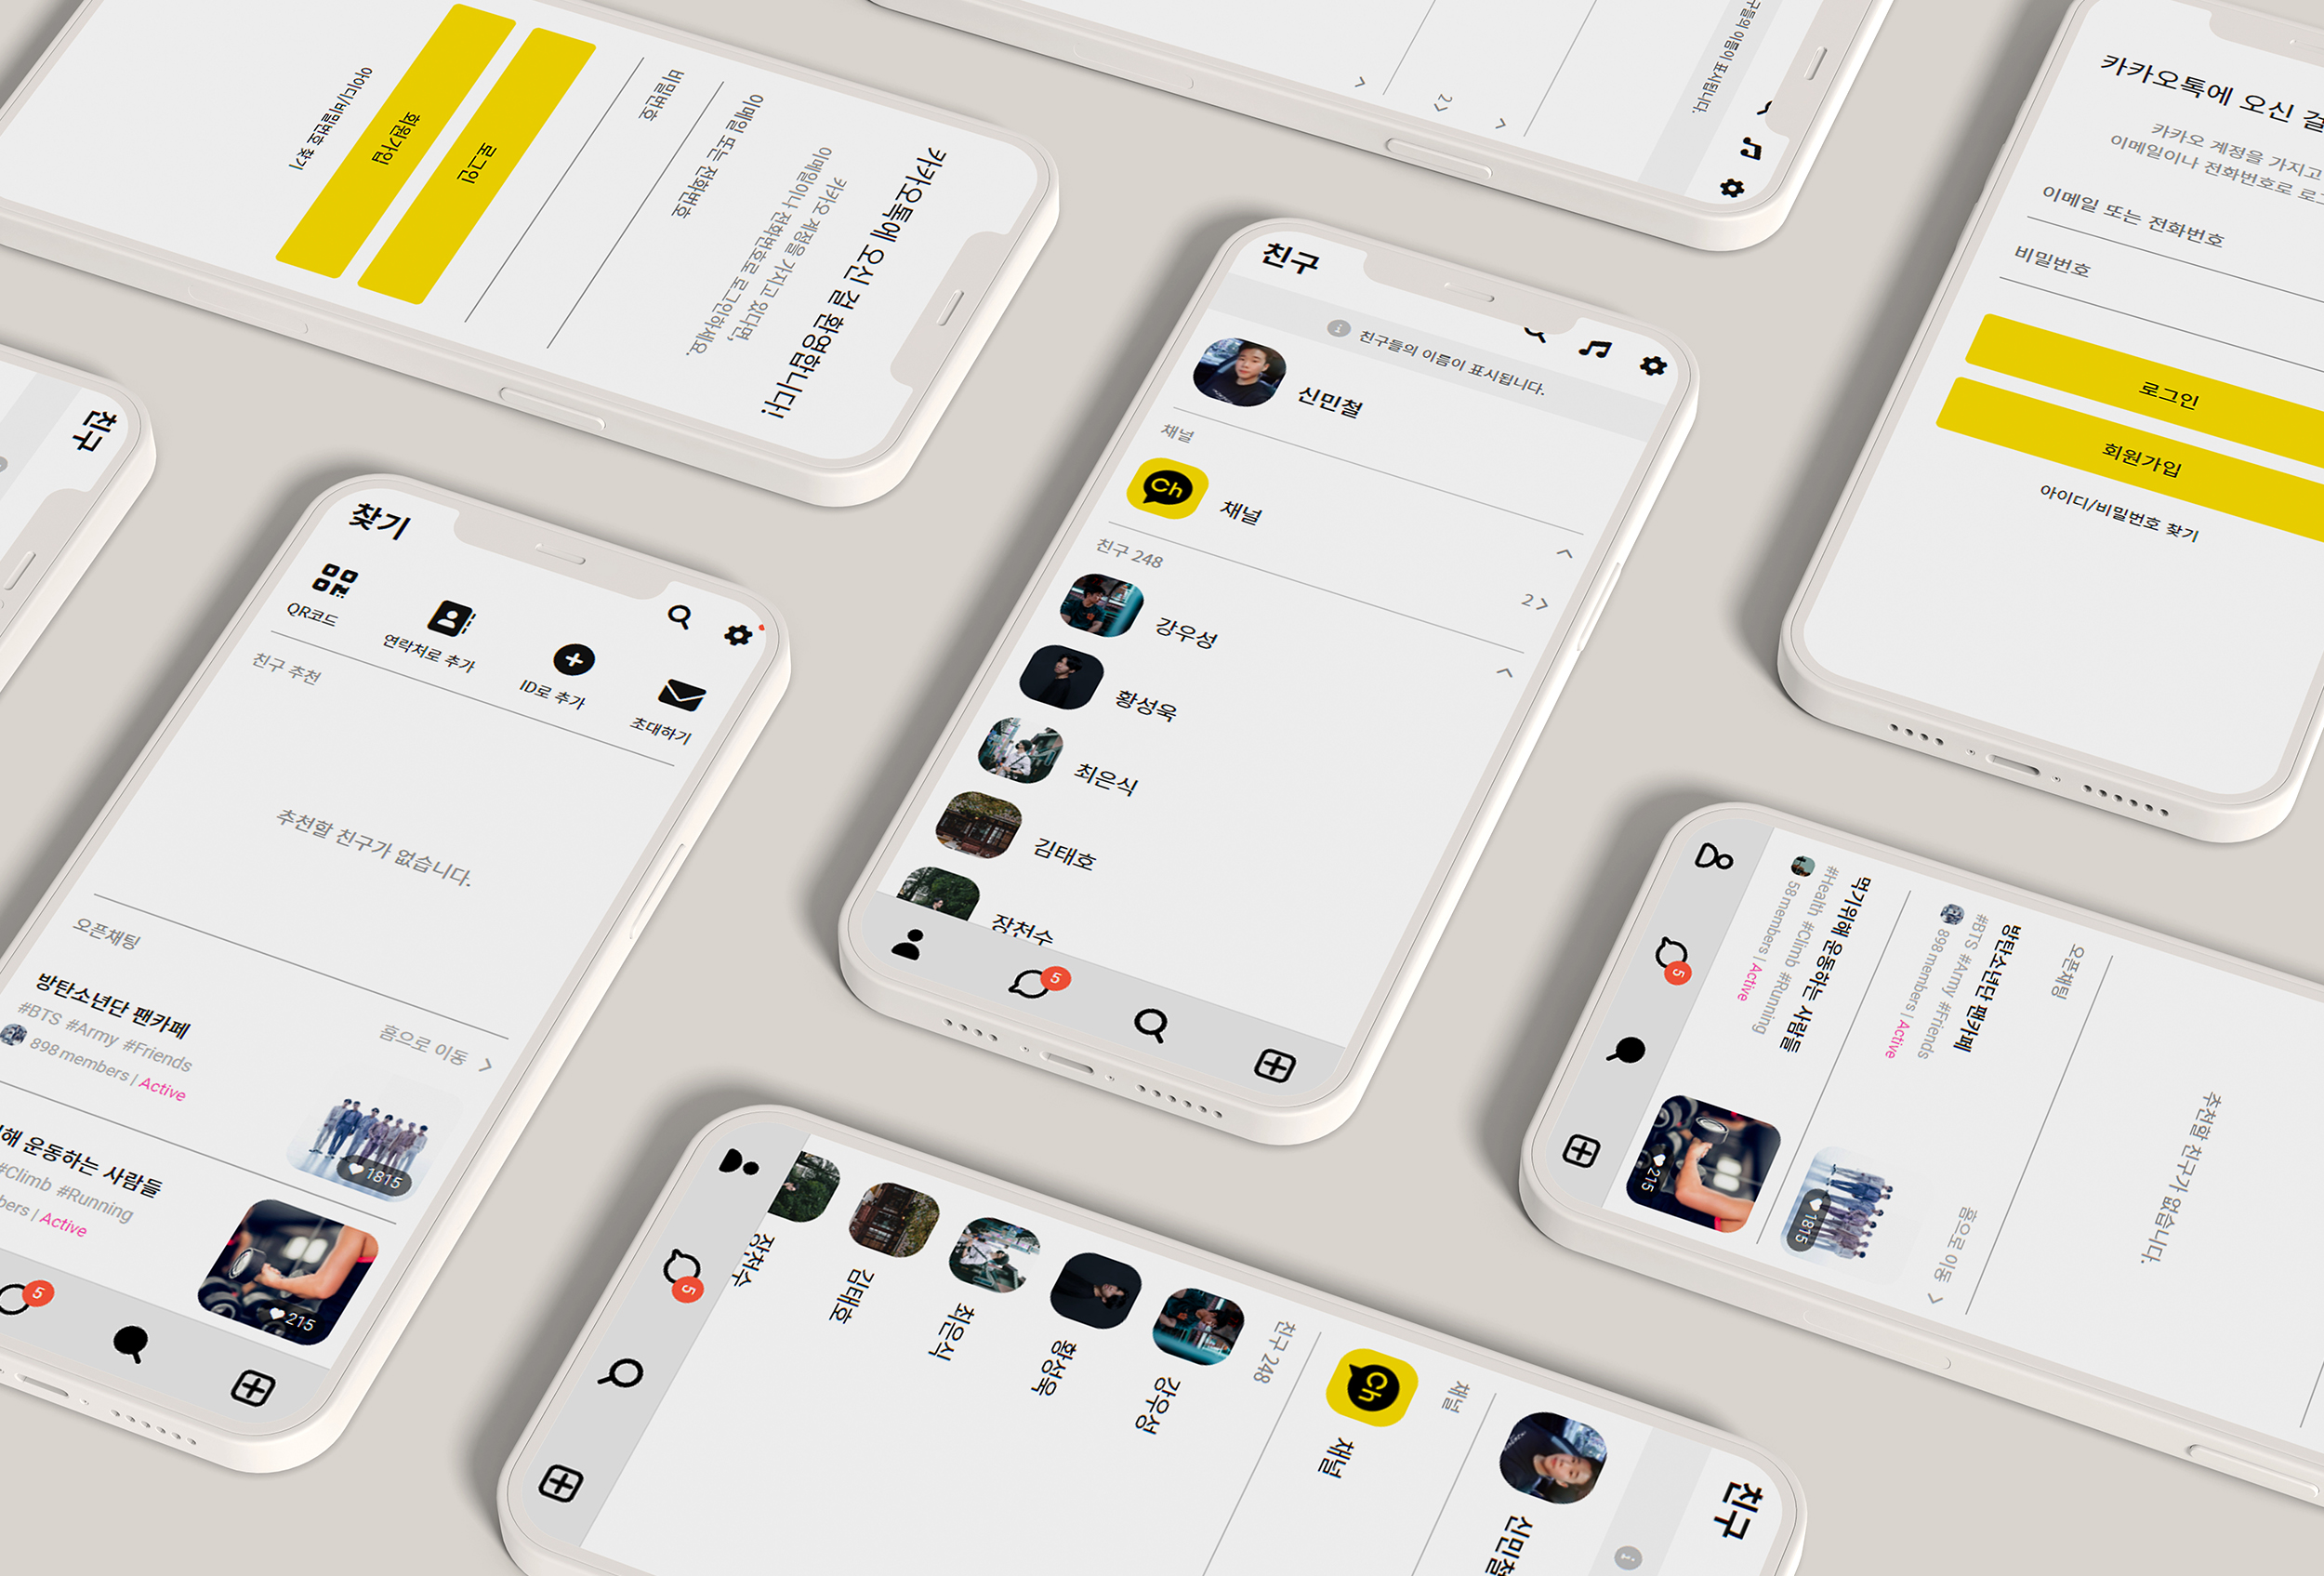 아이디/비밀번호 찾기
회원가입
로그인
비밀번호
이메일 또는 전화번호
이메일이나 전화번호로 로그인하세요.
카카오 계정을 가지고 있다면,
카카오톡에 오신 걸 환영합니다!
2
구들의 이름이 표시됩니다.
카카오톡에 오신 걸
카카오 계정을 가지고
이메일이나 전화번호로 로그
이메일 또는 전화번호
비밀번호
로그인
회원가입
아이디/비밀번호 찾기
친구
친구
친구들의 이름이 표시됩니다.
신민철
채널
Ch
채널
친구 248
2
강우성
황성욱
최은식
김태호
장천수
5
찾기
QR코드
연락처로 추가
ID로 추가
초대하기
친구 추천
추천할 친구가 없습니다.
오픈채팅
홈으로 이동
방탄소년단 팬카페
#BTS #Army #Friends
898 members | Active
1815
해 운동하는 사람들
#Climb #Running
bers | Active
215
5
5
먹기위해 운동하는 사람들
#Health #Climb #Running
58 members | Active
215
방탄소년단 팬카페
#BTS #Army #Friends
898 members | Active
1815
오픈채팅
홈으로 이동
추천할 친구가 없습니다.
5
장천수
김태호
최은식
황성욱
강우성
친구 248
Ch
채널
채널
신민철
친구